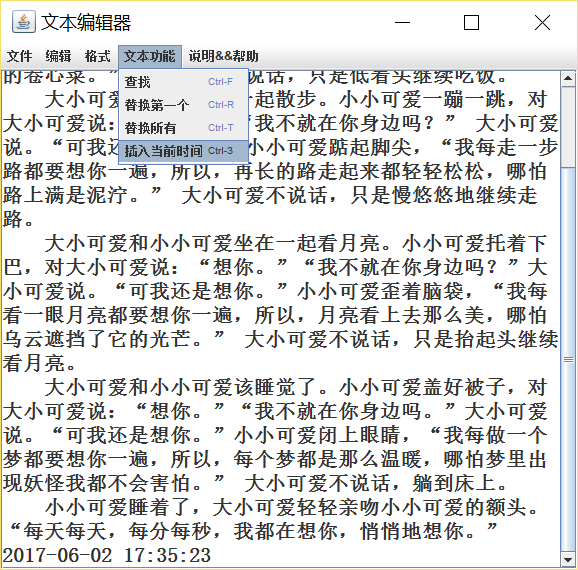 文本编辑器
文件 编辑 格式 文本功能 说明&&帮助
查找 Ctrl-F
替换第一个 Ctrl-R
替换所有 Ctrl-T
插入当前时间 Ctrl-3
的卷心菜。” 说话，只是低着头继续吃饭。
大小可爱 一起散步。小小可爱一蹦一跳，对
大小可爱说： “我不就在你身边吗？” 大小可爱
说。“可我还 小小可爱踮起脚尖，“我每走一步
路都要想你一遍，所以，再长的路走起来都轻轻松松，哪怕
路上满是泥泞。” 大小可爱不说话，只是慢悠悠地继续走
路。
大小可爱和小小可爱坐在一起看月亮。小小可爱托着下
巴，对大小可爱说：“想你。”“我不就在你身边吗？”大
小可爱说。“可我还是想你。”小小可爱歪着脑袋，“我每
看一眼月亮都要想你一遍，所以，月亮看上去那么美，哪怕
乌云遮挡了它的光芒。” 大小可爱不说话，只是抬起头继续
看月亮。
大小可爱和小小可爱该睡觉了。小小可爱盖好被子，对
大小可爱说：“想你。”“我不就在你身边吗。”大小可爱
说。“可我还是想你。”小小可爱闭上眼睛，“我每做一个
梦都要想你一遍，所以，每个梦都是那么温暖，哪怕梦里出
现妖怪我都不会害怕。” 大小可爱不说话，躺到床上。
小小可爱睡着了，大小可爱轻轻亲吻小小可爱的额头。
“每天每天，每分每秒，我都在想你，悄悄地想你。”
2017-06-02 17:35:23